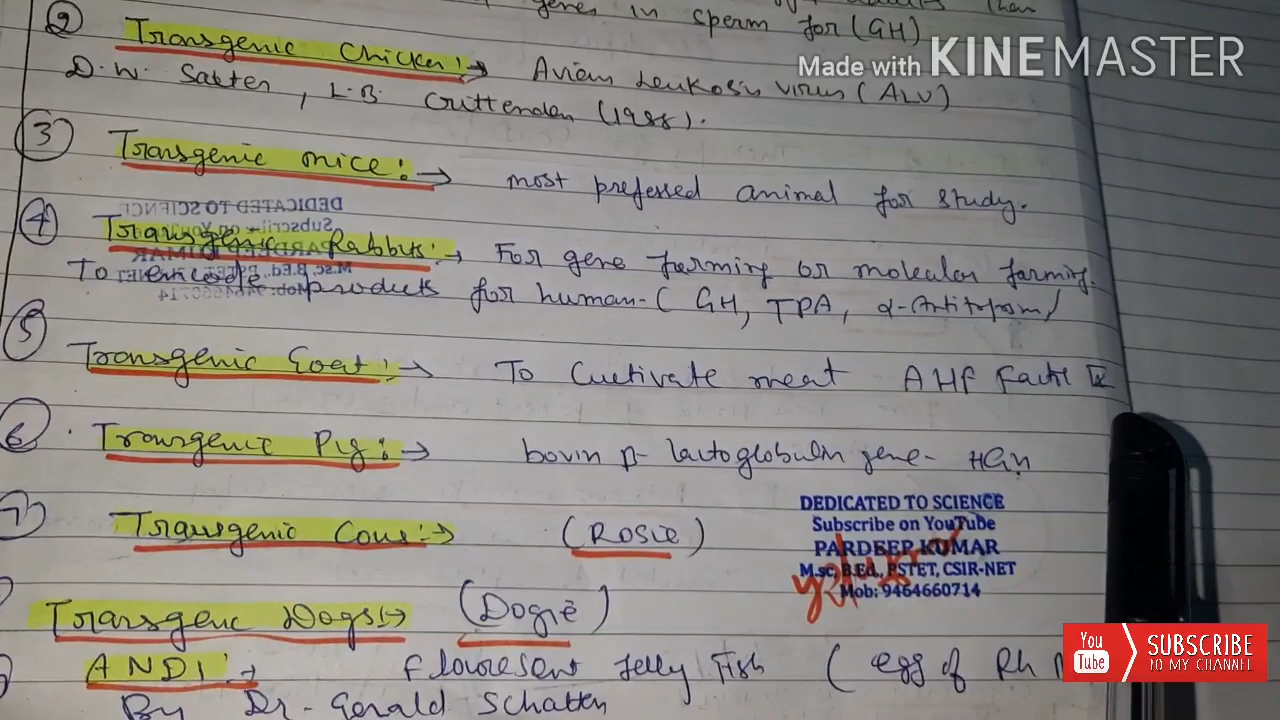 genes in sperm for (GH)
Made with KINEMASTER
② Transgenic Chicken :→ Avian Leukosis virus (ALV)
D.W. Salter, L.B. Crittenden (1988).
③ Transgenic mice :→ most preffered animal for study.
DEDICATED TO SCIENCE
④ Transgenic Rabbits :→ For gene farming or molecular farming.
To encode products for human - ( GH, TPA, α-Antitrypsin)
⑤ Transgenic Goat :→ To Cultivate meat AHF Factr IX
⑥ Transgenic Pig :→ bovin β-lactoglobulin gene-
7 Transgenic Cow :→ (Rosie)
DEDICATED TO SCIENCE
Subscribe on YouTube
PARDEEP KUMAR
M.sc, B.Ed., PSTET, CSIR-NET
Mob: 9464660714
Transgenic Dogs :→ (Dogie)
ANDI :→ Flouresent Jelly Fish ( egg of Rh
By Dr- Gerald Schatten
You Tube
SUBSCRIBE
TO MY CHANNEL